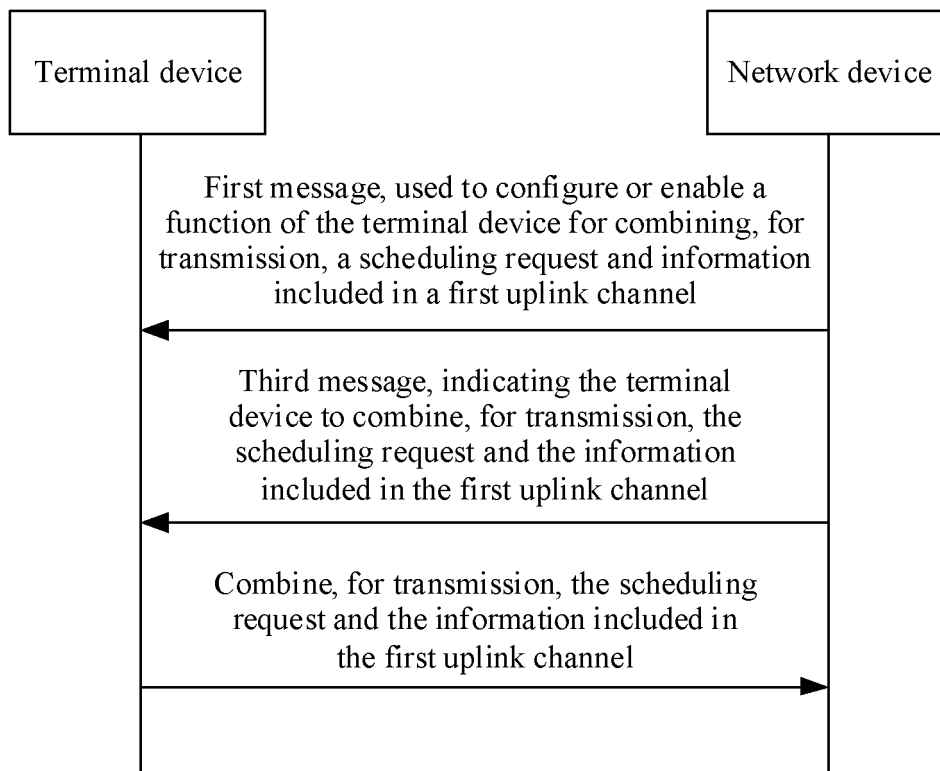 Terminal device
Network device
First message, used to configure or enable a
function of the terminal device for combining, for
transmission, a scheduling request and information
included in a first uplink channel
Third message, indicating the terminal
device to combine, for transmission, the
scheduling request and the information
included in the first uplink channel
Combine, for transmission, the scheduling
request and the information included in
the first uplink channel